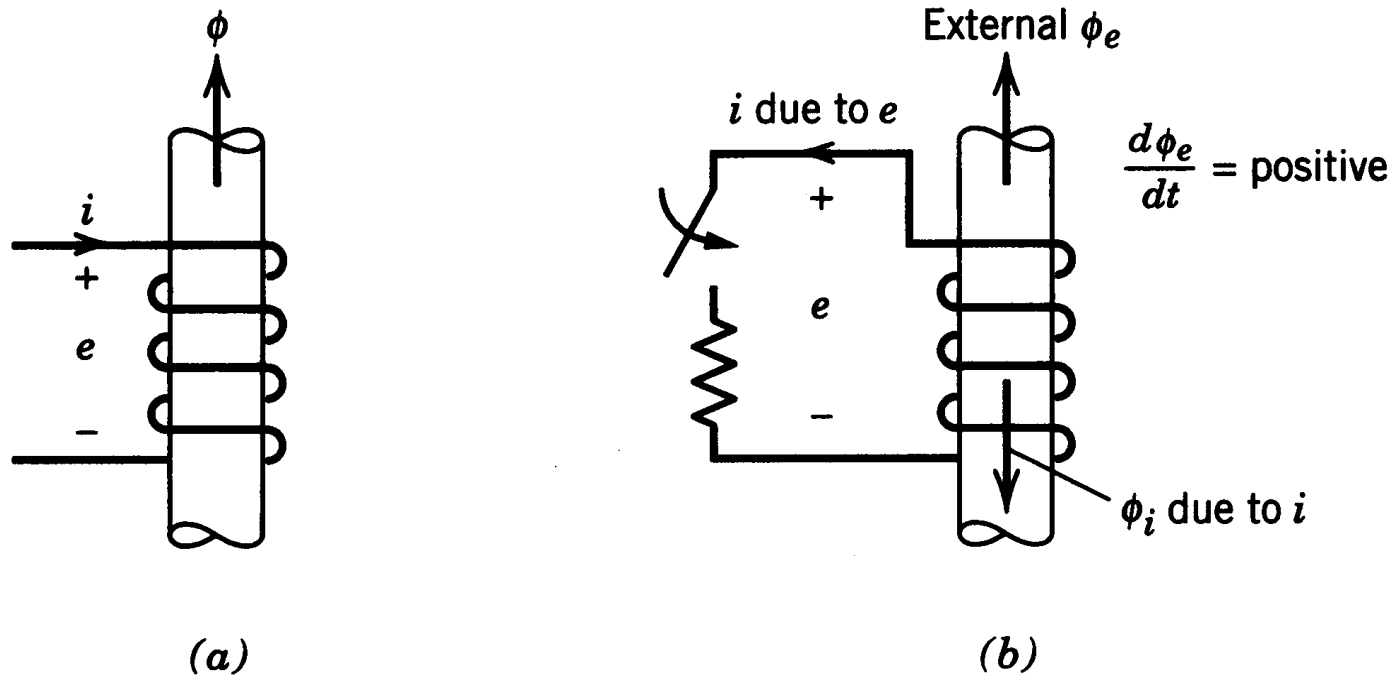 ϕ
i
+
e
−
(a)
External ϕe
i due to e
dϕe/dt = positive
+
e
−
ϕi due to i
(b)